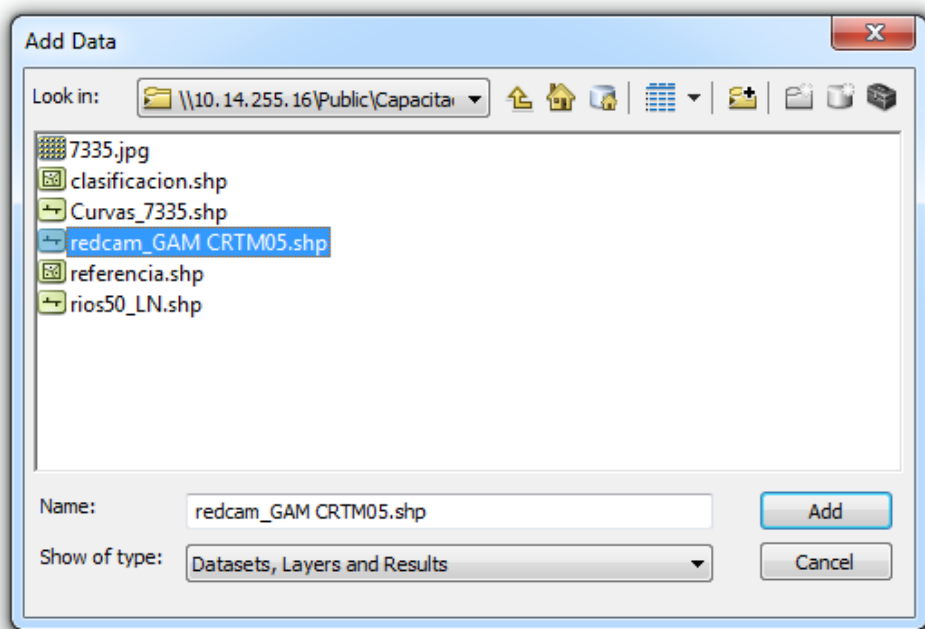 Add Data
Look in: \\10.14.255.16\Public\Capacita
7335.jpg
clasificacion.shp
Curvas_7335.shp
redcam_GAM CRTM05.shp
referencia.shp
rios50_LN.shp
Name: redcam_GAM CRTM05.shp Add
Show of type: Datasets, Layers and Results Cancel